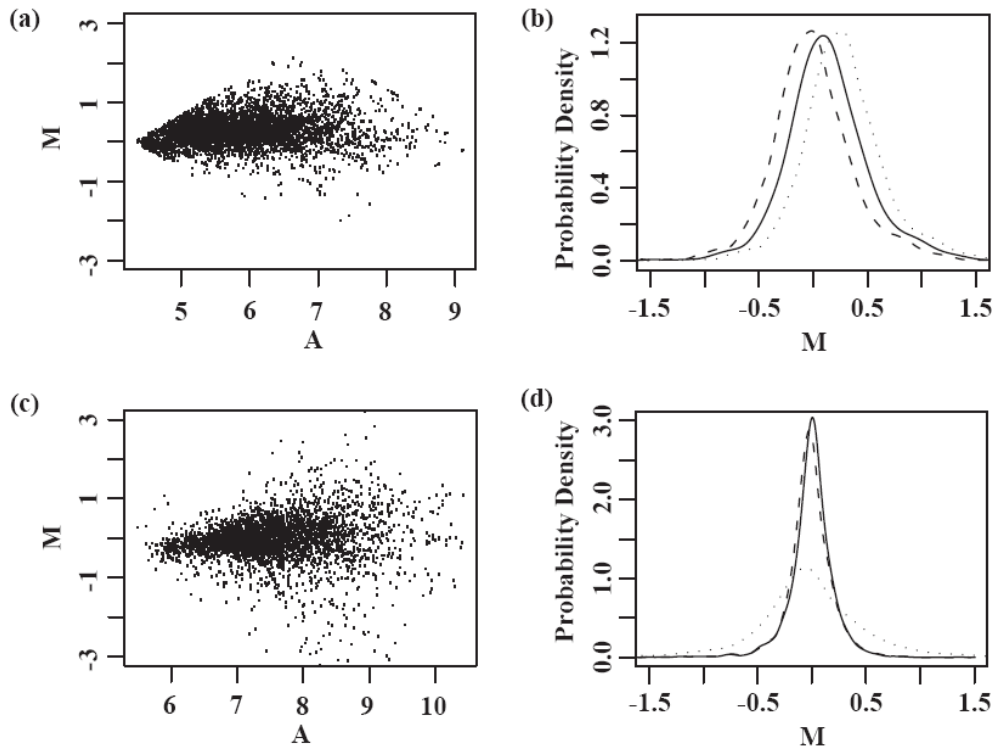 (a)
3
1
-1
-3
M
5 6 7 8 9
A
(b)
Probability Density
0.0 0.4 0.8 1.2
-1.5 -0.5 0.5 1.5
M
(c)
3
1
-1
-3
M
6 7 8 9 10
A
(d)
Probability Density
0.0 1.0 2.0 3.0
-1.5 -0.5 0.5 1.5
M